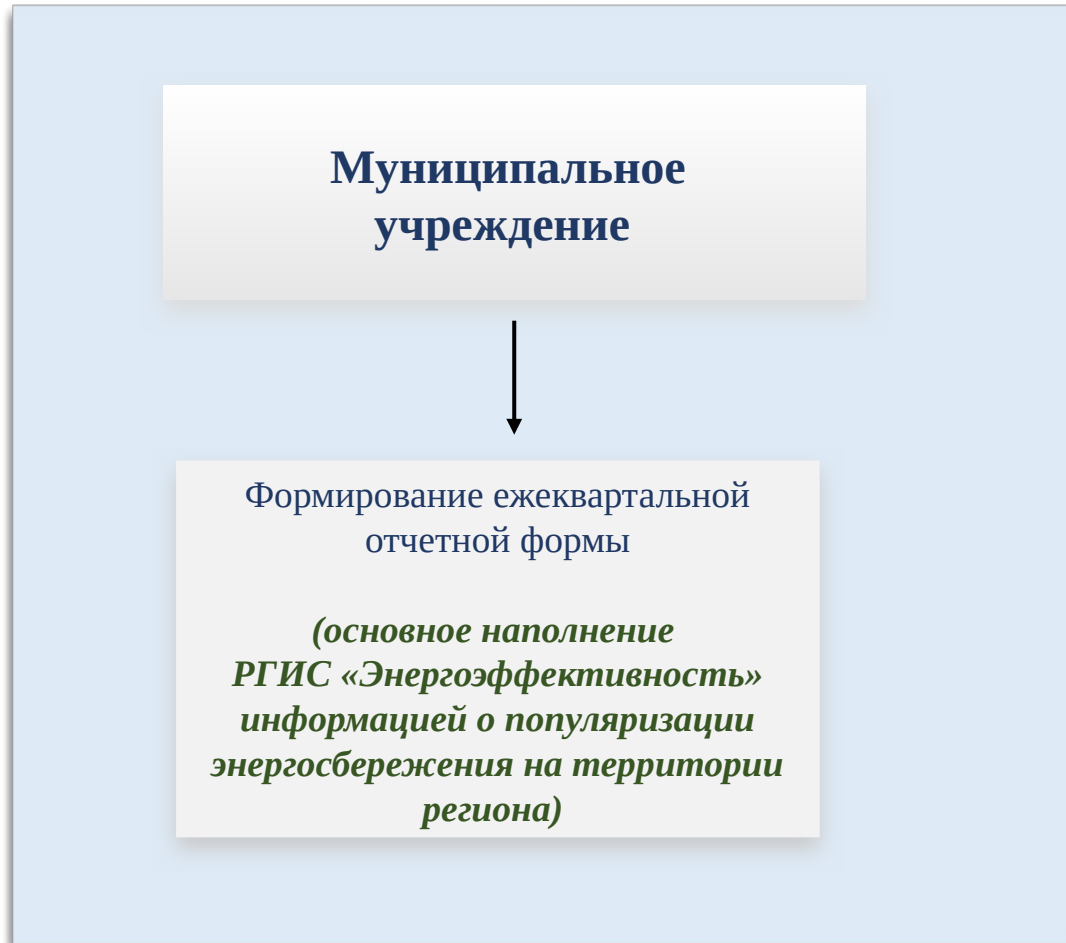 Муниципальное
учреждение
Формирование ежеквартальной
отчетной формы
(основное наполнение
РГИС «Энергоэффективность»
информацией о популяризации
энергосбережения на территории
региона)